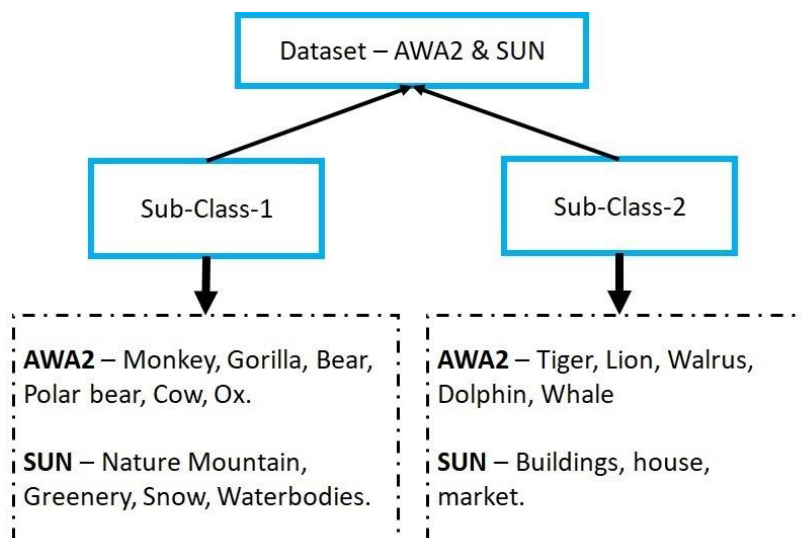 Dataset – AWA2 & SUN
Sub-Class-1
Sub-Class-2
AWA2 – Monkey, Gorilla, Bear,
Polar bear, Cow, Ox.
SUN – Nature Mountain,
Greenery, Snow, Waterbodies.
AWA2 – Tiger, Lion, Walrus,
Dolphin, Whale
SUN – Buildings, house,
market.